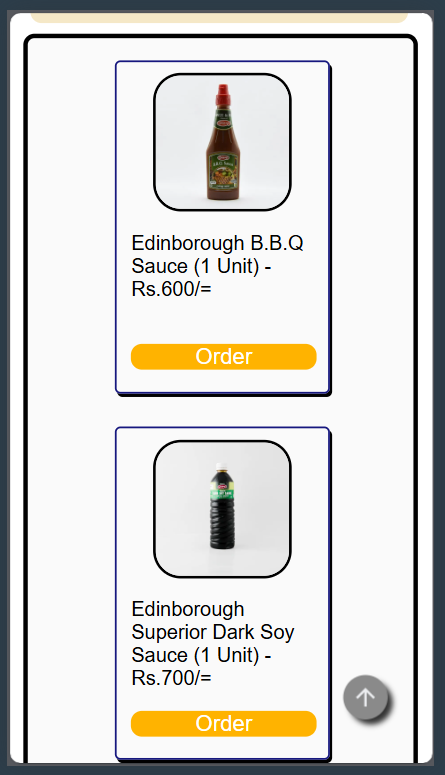 Edinborough B.B.Q
Sauce (1 Unit) -
Rs.600/=
Order
Edinborough
Superior Dark Soy
Sauce (1 Unit) -
Rs.700/=
Order